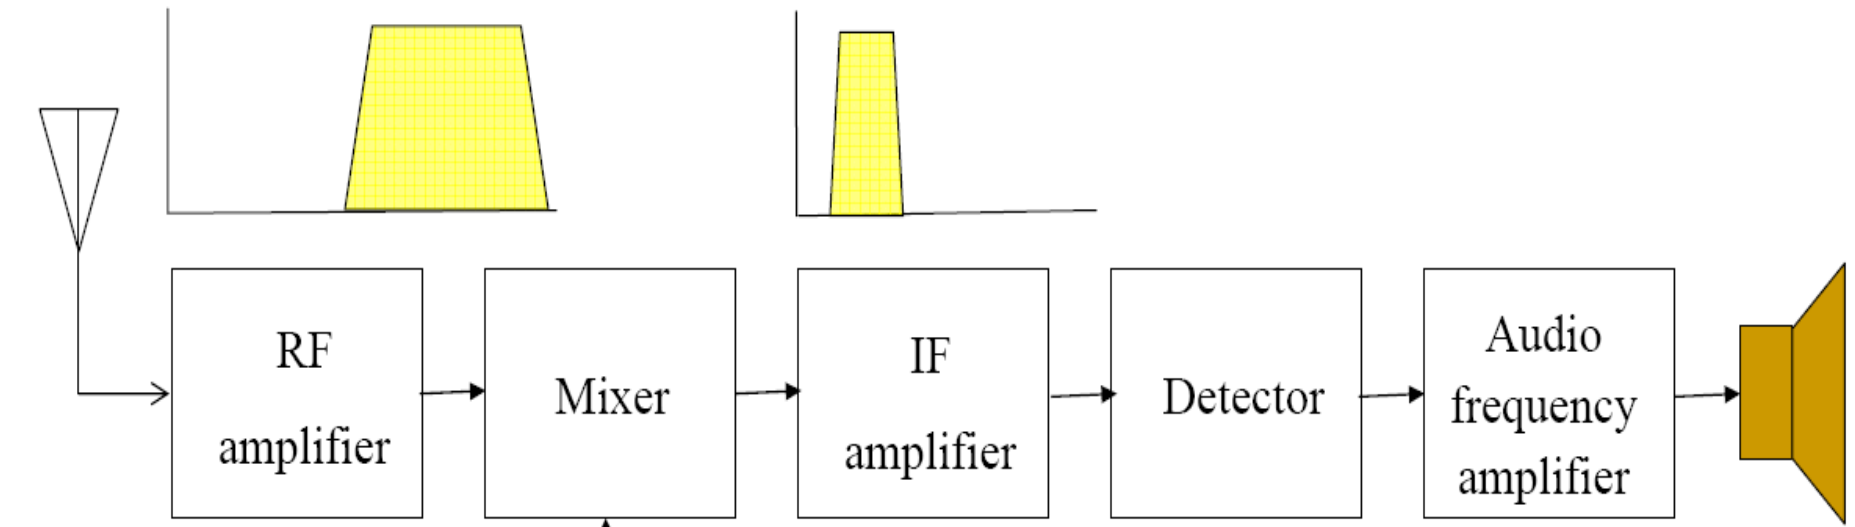 RF
amplifier
Mixer
IF
amplifier
Detector
Audio
frequency
amplifier